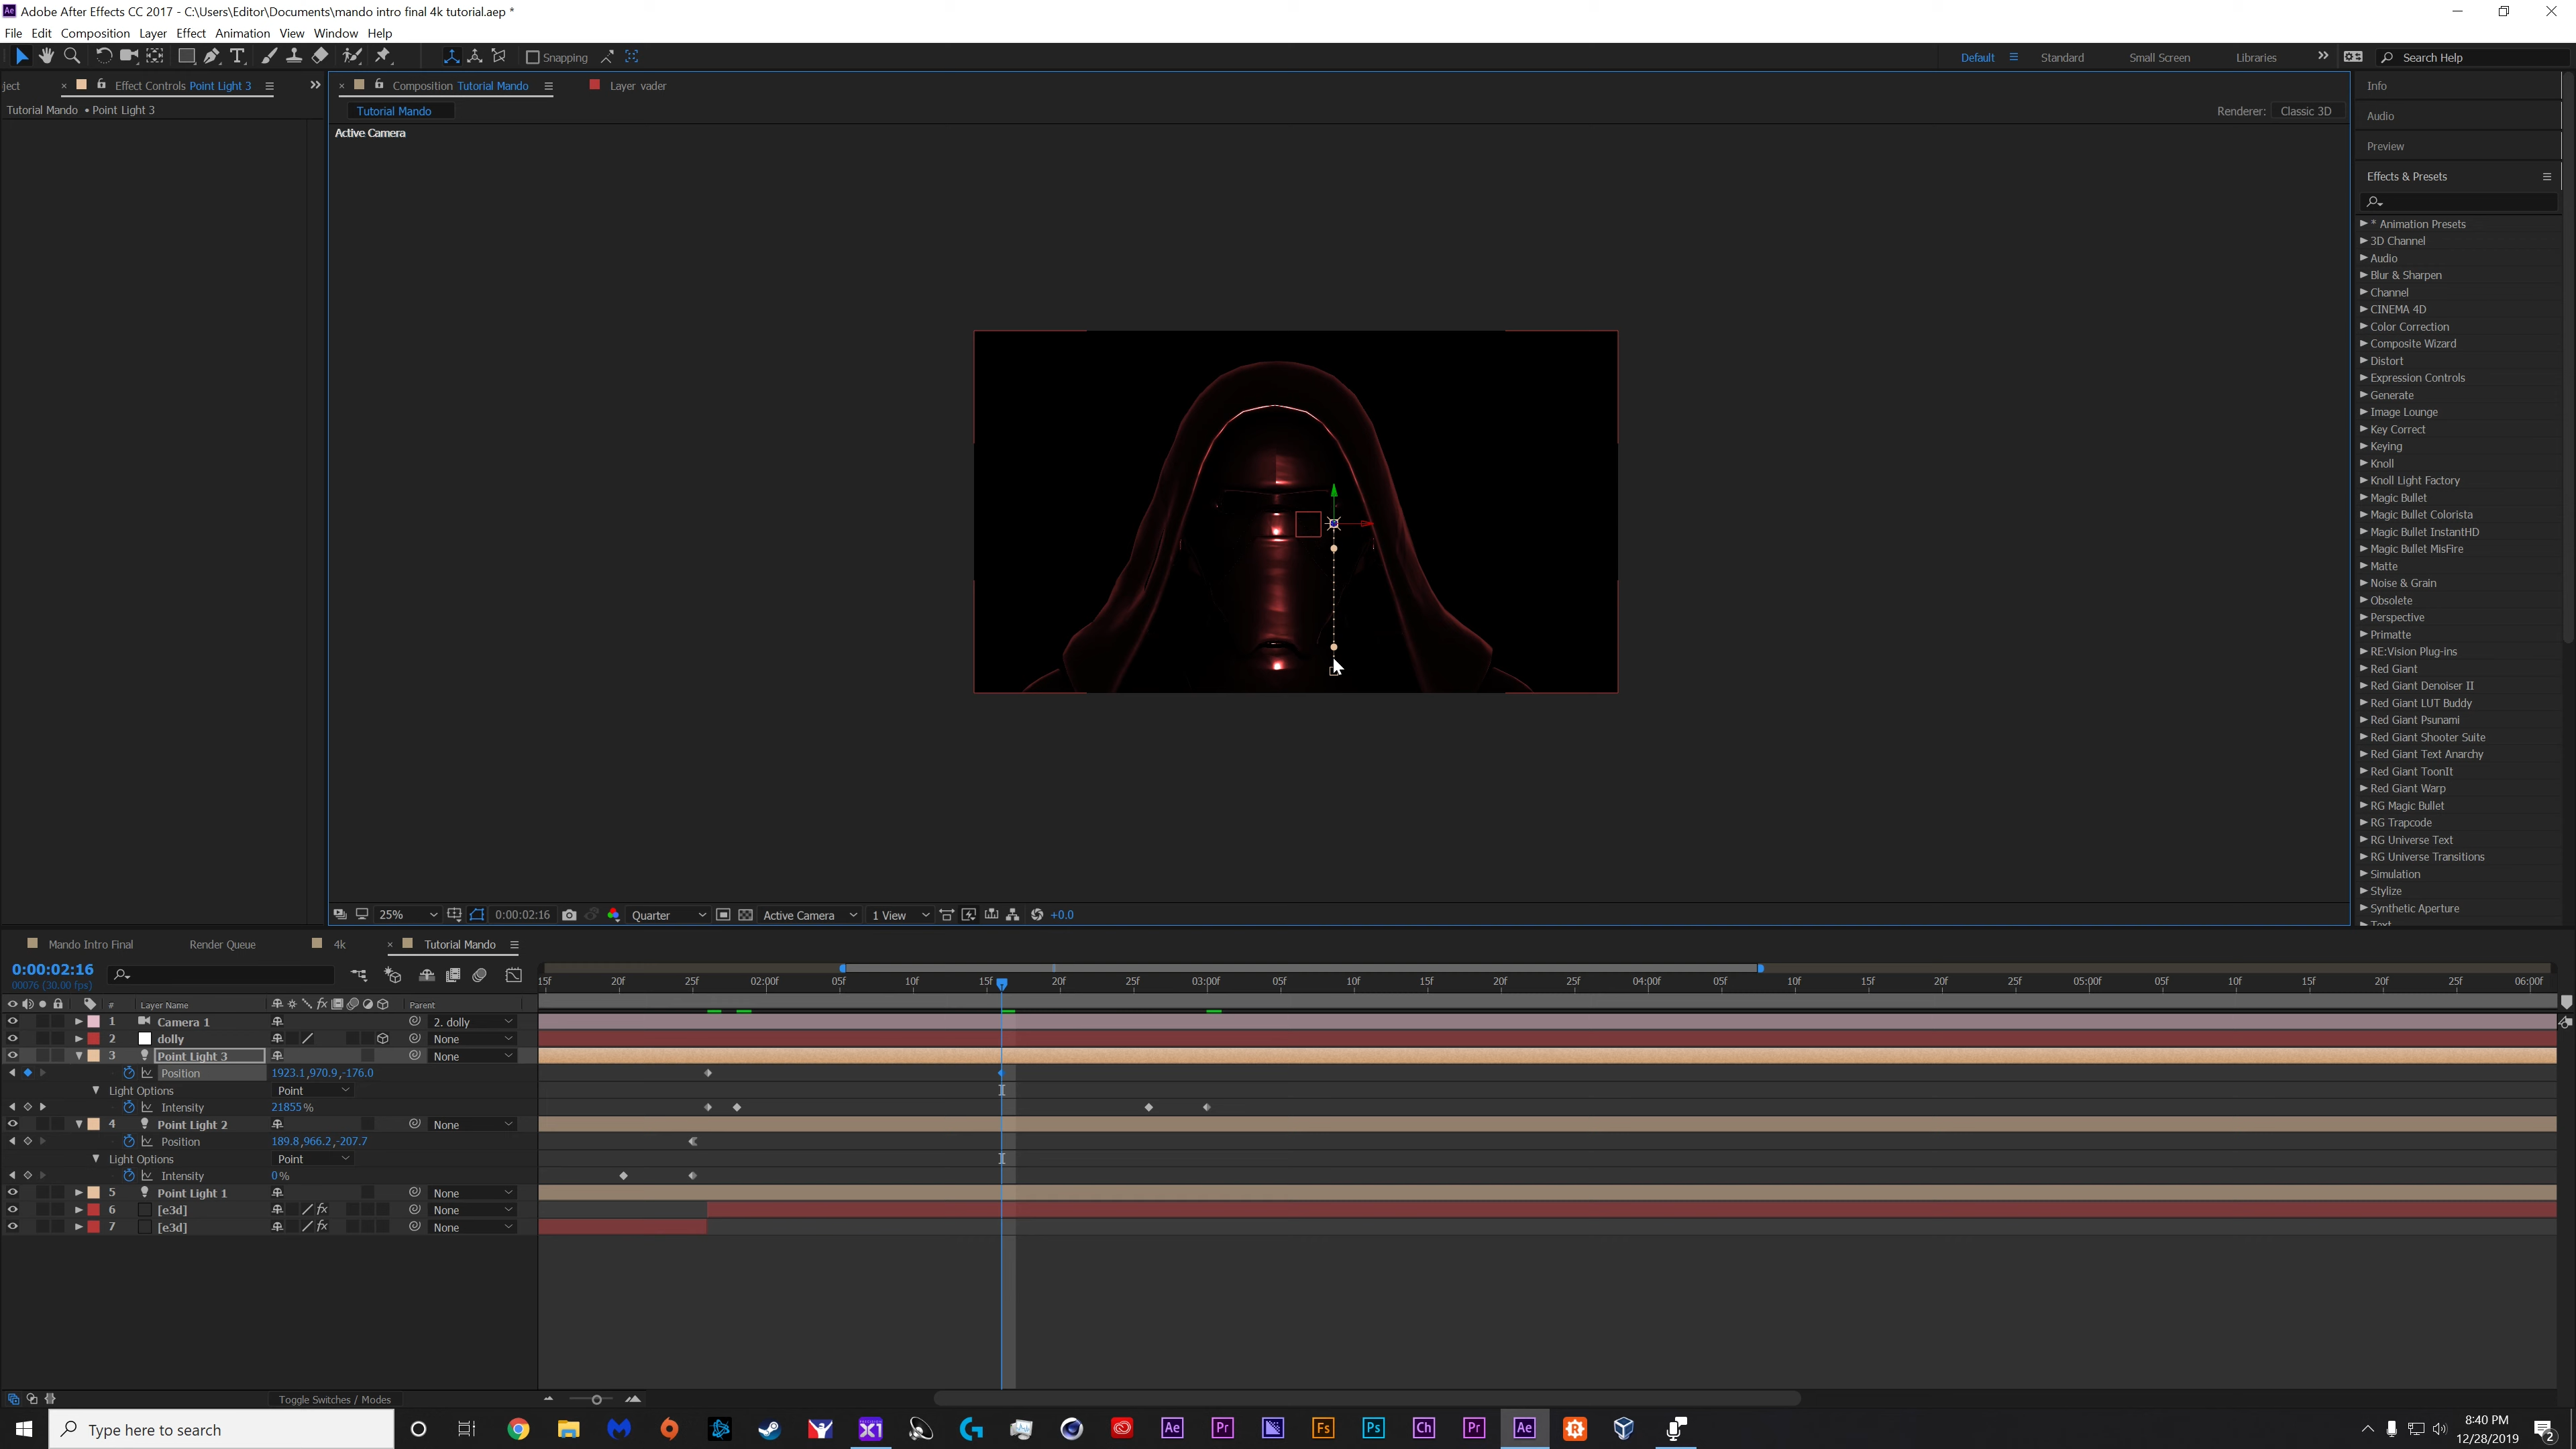 Adobe After Effects CC 2017 - C:\Users\Editor\Documents\mando intro final 4k tutorial.aep *
File Edit Composition Layer Effect Animation View Window Help
Snapping
Default Standard Small Screen Libraries Search Help
ject Effect Controls Point Light 3
Composition Tutorial Mando Layer vader
Tutorial Mando • Point Light 3
Tutorial Mando
Renderer: Classic 3D
Active Camera
Info
Audio
Preview
Effects & Presets
* Animation Presets
3D Channel
Audio
Blur & Sharpen
Channel
CINEMA 4D
Color Correction
Composite Wizard
Distort
Expression Controls
Generate
Image Lounge
Key Correct
Keying
Knoll
Knoll Light Factory
Magic Bullet
Magic Bullet Colorista
Magic Bullet InstantHD
Magic Bullet MisFire
Matte
Noise & Grain
Obsolete
Perspective
Primatte
RE:Vision Plug-ins
Red Giant
Red Giant Denoiser II
Red Giant LUT Buddy
Red Giant Psunami
Red Giant Shooter Suite
Red Giant Text Anarchy
Red Giant ToonIt
Red Giant Warp
RG Magic Bullet
RG Trapcode
RG Universe Text
RG Universe Transitions
Simulation
Stylize
Synthetic Aperture
Text
25% 0:00:02:16 Quarter Active Camera 1 View +0.0
Mando Intro Final Render Queue 4k Tutorial Mando
0:00:02:16
00076 (30.00 fps)
15f 20f 25f 02:00f 05f 10f 15f 20f 25f 03:00f 05f 10f 15f 20f 25f 04:00f 05f 10f 15f 20f 25f 05:00f 05f 10f 15f 20f 25f 06:00f
# Layer Name Parent
1 Camera 1 2. dolly
2 dolly None
3 Point Light 3 None
Position 1923.1,970.9,-176.0
Light Options Point
Intensity 21855%
4 Point Light 2 None
Position 189.8,966.2,-207.7
Light Options Point
Intensity 0%
5 Point Light 1 None
6 [e3d] fx None
7 [e3d] fx None
Toggle Switches / Modes
Type here to search
X1 Ae Pr Fs Ps Ch Pr Ae
8:40 PM
12/28/2019
2